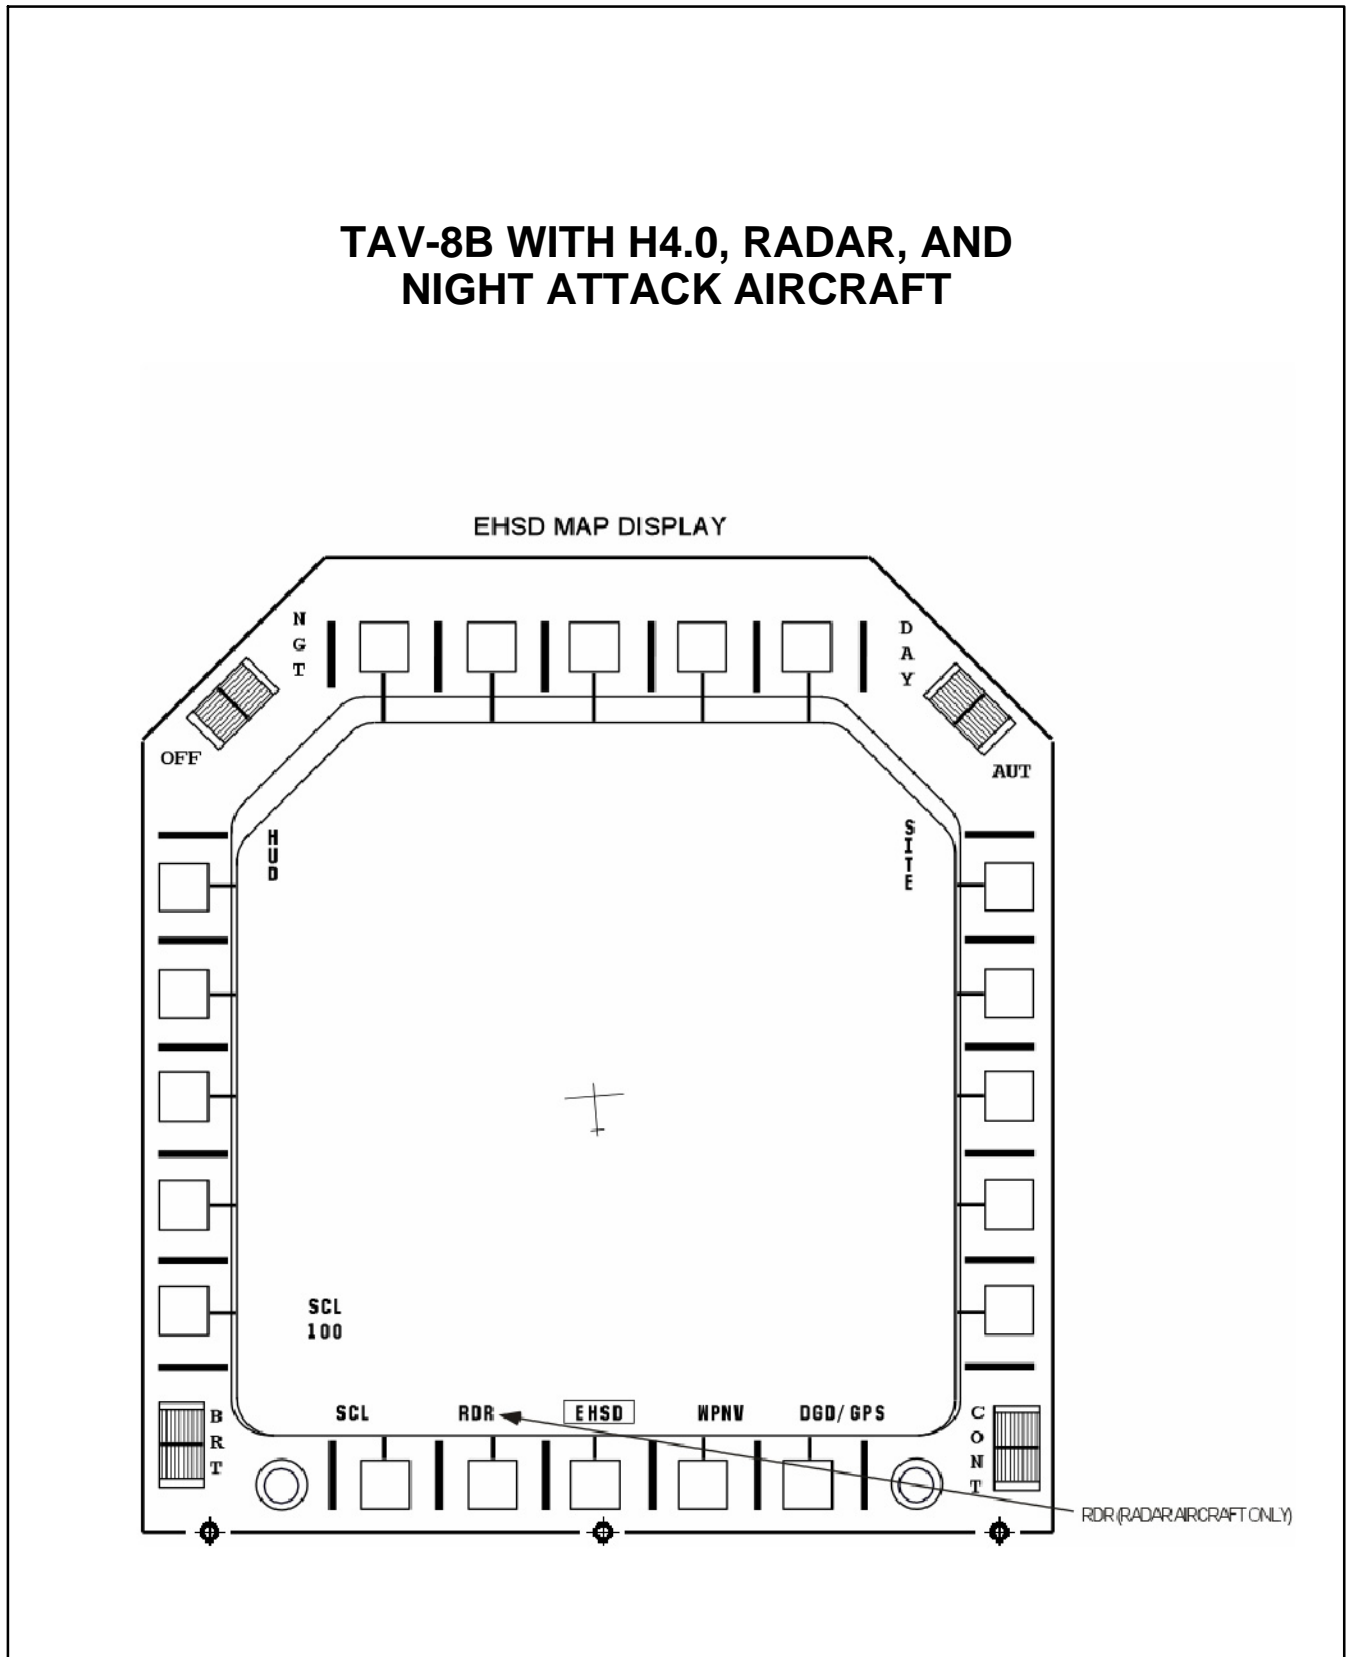 TAV-8B WITH H4.0, RADAR, AND
NIGHT ATTACK AIRCRAFT
EHSD MAP DISPLAY
NGT
DAY
OFF
AUT
HUD
SITE
SCL
100
SCL RDR EHSD WPNV DGD/GPS
BRT
CONT
RDR (RADAR AIRCRAFT ONLY)